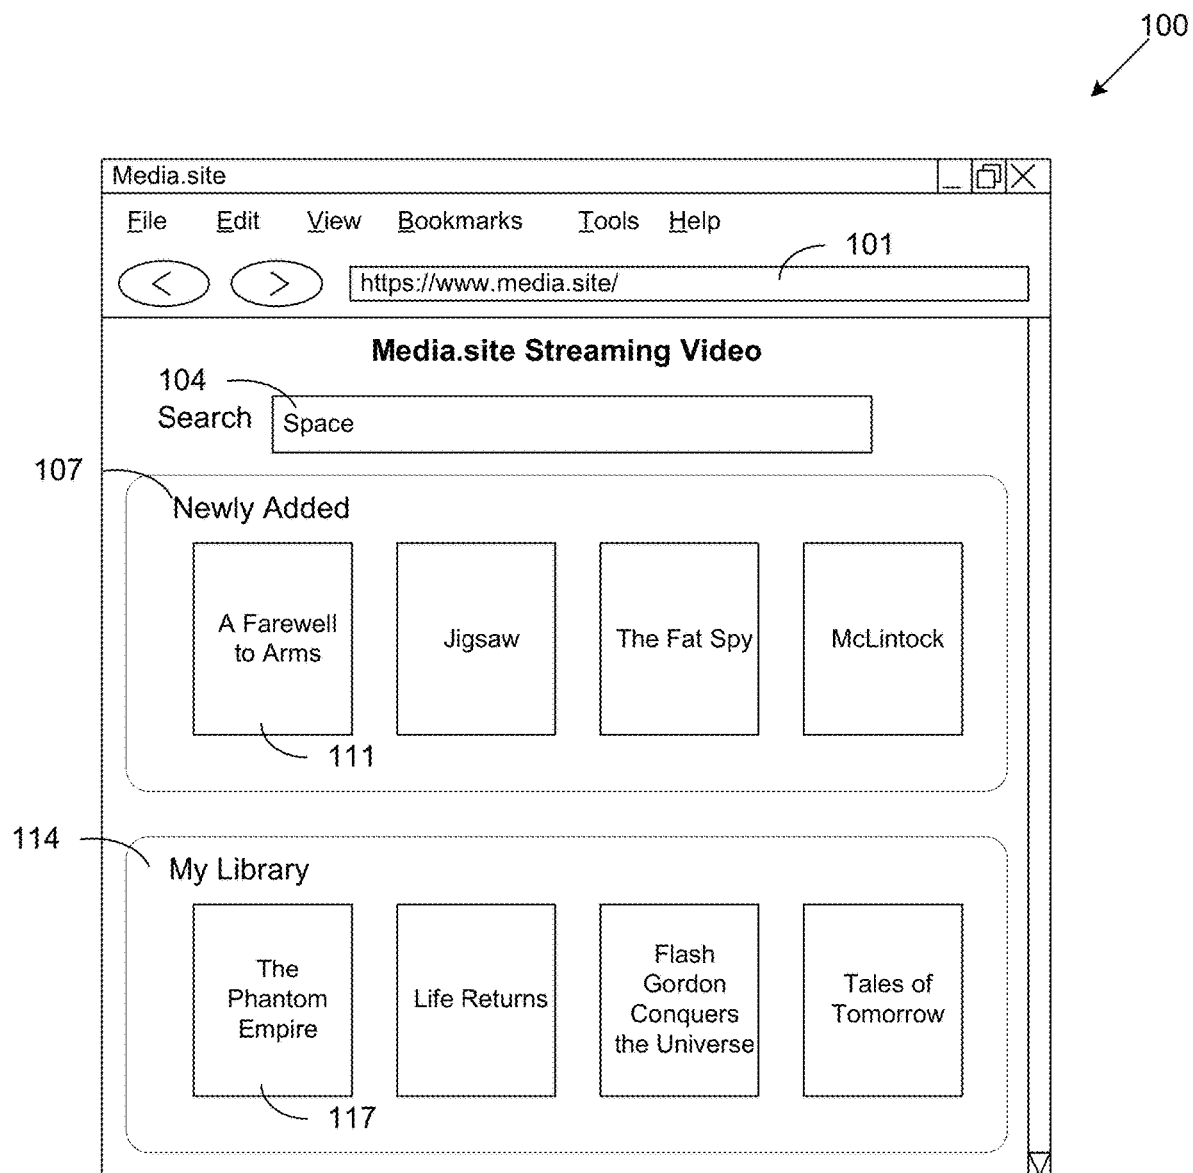 100
Media.site
File Edit View Bookmarks Tools Help
101
https://www.media.site/
Media.site Streaming Video
104
Search
Space
107
Newly Added
A Farewell
to Arms
Jigsaw
The Fat Spy
McLintock
111
114
My Library
The
Phantom
Empire
Life Returns
Flash
Gordon
Conquers
the Universe
Tales of
Tomorrow
117